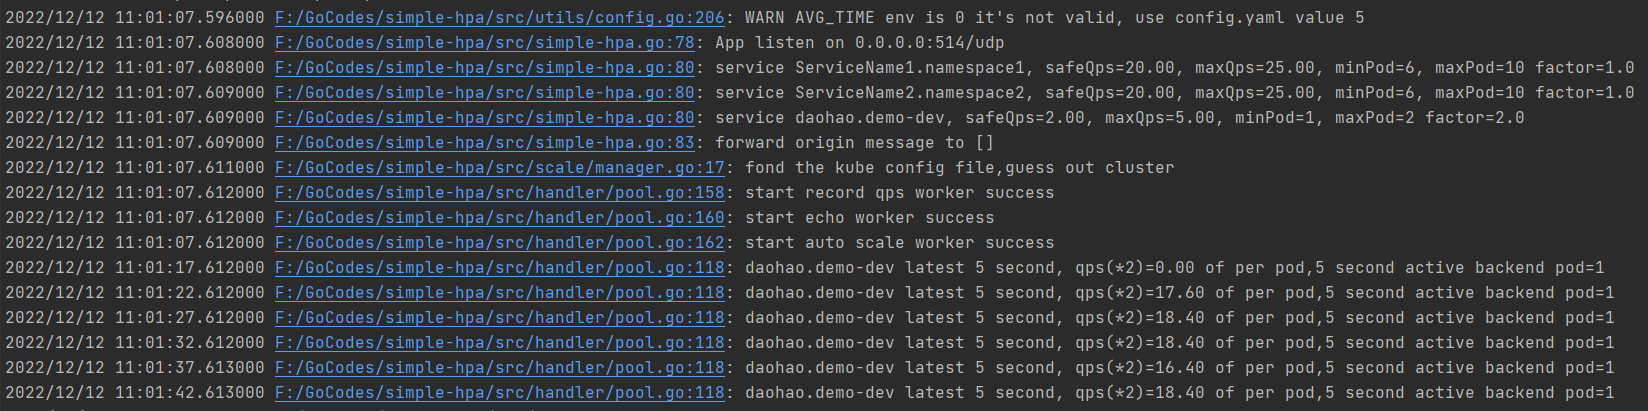 2022/12/12 11:01:07.596000 F:/GoCodes/simple-hpa/src/utils/config.go:206: WARN AVG_TIME env is 0 it's not valid, use config.yaml value 5
2022/12/12 11:01:07.608000 F:/GoCodes/simple-hpa/src/simple-hpa.go:78: App listen on 0.0.0.0:514/udp
2022/12/12 11:01:07.608000 F:/GoCodes/simple-hpa/src/simple-hpa.go:80: service ServiceName1.namespace1, safeQps=20.00, maxQps=25.00, minPod=6, maxPod=10 factor=1.0
2022/12/12 11:01:07.609000 F:/GoCodes/simple-hpa/src/simple-hpa.go:80: service ServiceName2.namespace2, safeQps=20.00, maxQps=25.00, minPod=6, maxPod=10 factor=1.0
2022/12/12 11:01:07.609000 F:/GoCodes/simple-hpa/src/simple-hpa.go:80: service daohao.demo-dev, safeQps=2.00, maxQps=5.00, minPod=1, maxPod=2 factor=2.0
2022/12/12 11:01:07.609000 F:/GoCodes/simple-hpa/src/simple-hpa.go:83: forward origin message to []
2022/12/12 11:01:07.611000 F:/GoCodes/simple-hpa/src/scale/manager.go:17: fond the kube config file,guess out cluster
2022/12/12 11:01:07.612000 F:/GoCodes/simple-hpa/src/handler/pool.go:158: start record qps worker success
2022/12/12 11:01:07.612000 F:/GoCodes/simple-hpa/src/handler/pool.go:160: start echo worker success
2022/12/12 11:01:07.612000 F:/GoCodes/simple-hpa/src/handler/pool.go:162: start auto scale worker success
2022/12/12 11:01:17.612000 F:/GoCodes/simple-hpa/src/handler/pool.go:118: daohao.demo-dev latest 5 second, qps(*2)=0.00 of per pod,5 second active backend pod=1
2022/12/12 11:01:22.612000 F:/GoCodes/simple-hpa/src/handler/pool.go:118: daohao.demo-dev latest 5 second, qps(*2)=17.60 of per pod,5 second active backend pod=1
2022/12/12 11:01:27.612000 F:/GoCodes/simple-hpa/src/handler/pool.go:118: daohao.demo-dev latest 5 second, qps(*2)=18.40 of per pod,5 second active backend pod=1
2022/12/12 11:01:32.612000 F:/GoCodes/simple-hpa/src/handler/pool.go:118: daohao.demo-dev latest 5 second, qps(*2)=18.40 of per pod,5 second active backend pod=1
2022/12/12 11:01:37.613000 F:/GoCodes/simple-hpa/src/handler/pool.go:118: daohao.demo-dev latest 5 second, qps(*2)=16.40 of per pod,5 second active backend pod=1
2022/12/12 11:01:42.613000 F:/GoCodes/simple-hpa/src/handler/pool.go:118: daohao.demo-dev latest 5 second, qps(*2)=18.40 of per pod,5 second active backend pod=1